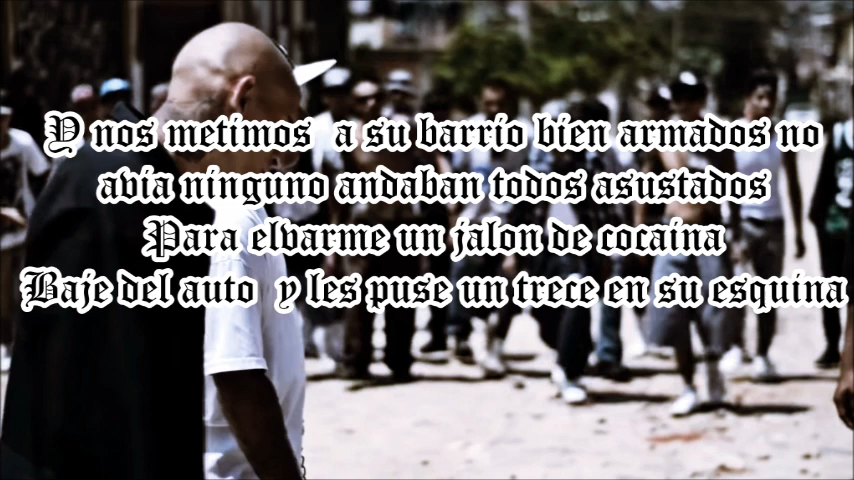 Y nos metimos a su barrio bien armados no
avia ninguno andaban todos asustados
Para elvarme un jalon de cocaina
Baje del auto y les puse un trece en su esquina